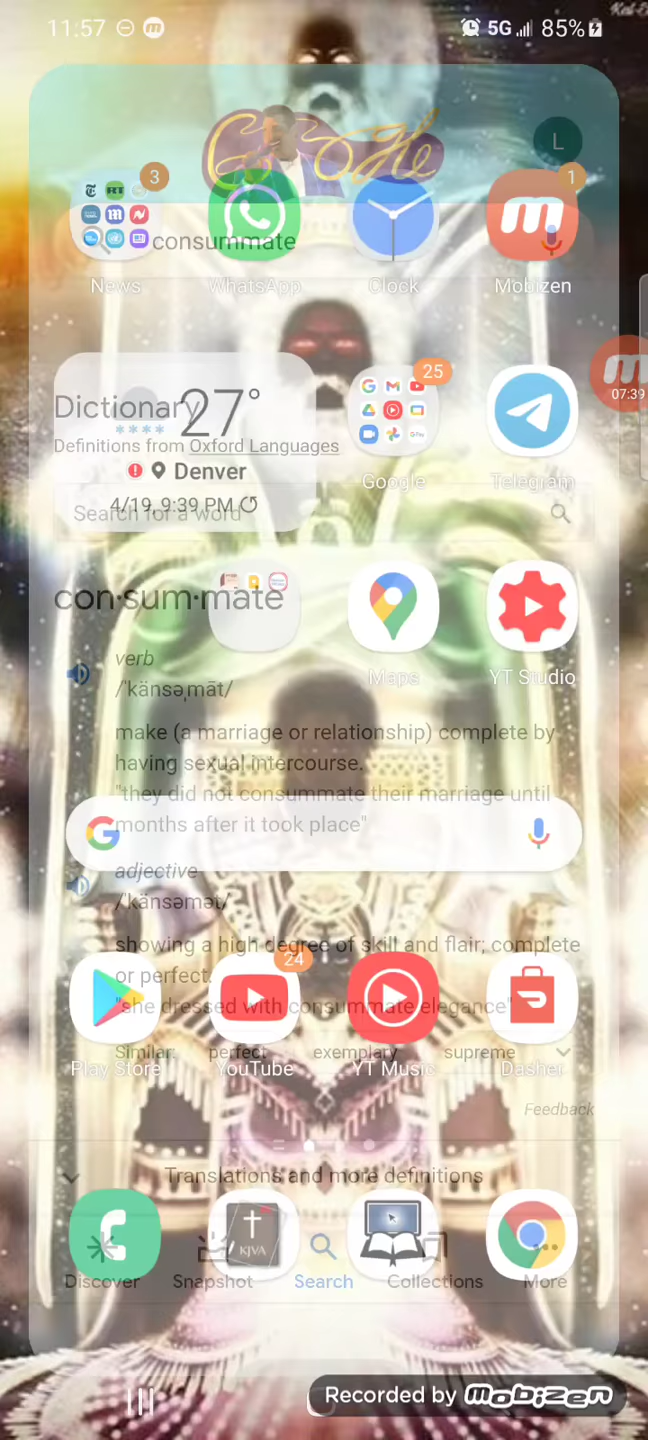 11:57
5G 85%
L
3
1
consummate
News WhatsApp Clock Mobizen
25
07:39
Dictionary
27°
Definitions from Oxford Languages
Denver
Google Telegram
4/19, 9:39 PM
Search for a word
con·sum·mate
verb
/ˈkänsəˌmāt/
Maps YT Studio
make (a marriage or relationship) complete by
having sexual intercourse.
"they did not consummate their marriage until
months after it took place"
adjective
/ˈkänsəmət/
showing a high degree of skill and flair; complete
or perfect.
24
"she dressed with consummate elegance"
Similar: perfect exemplary supreme
Play Store YouTube YT Music Dasher
Feedback
Translations and more definitions
KJVA
Discover Snapshot Search Collections More
Recorded by mobizen